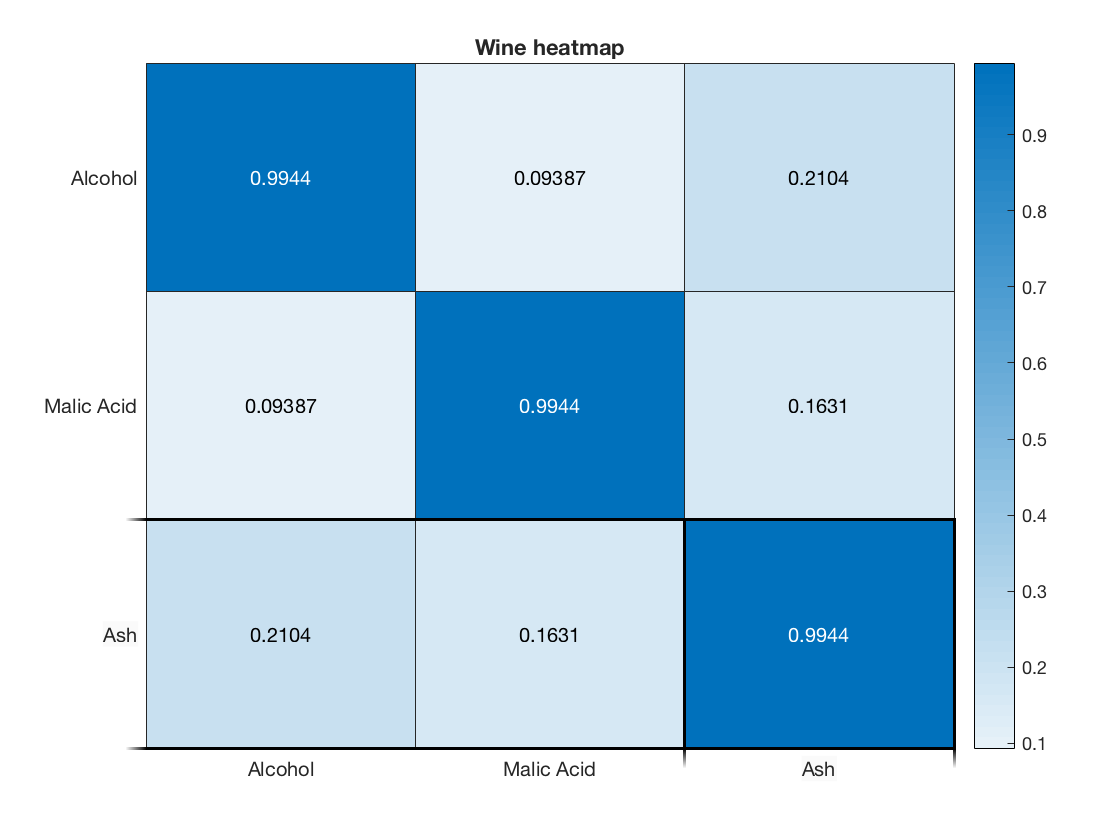 Wine heatmap
Alcohol 0.9944 0.09387 0.2104
Malic Acid 0.09387 0.9944 0.1631
Ash 0.2104 0.1631 0.9944
Alcohol Malic Acid Ash
0.9
0.8
0.7
0.6
0.5
0.4
0.3
0.2
0.1